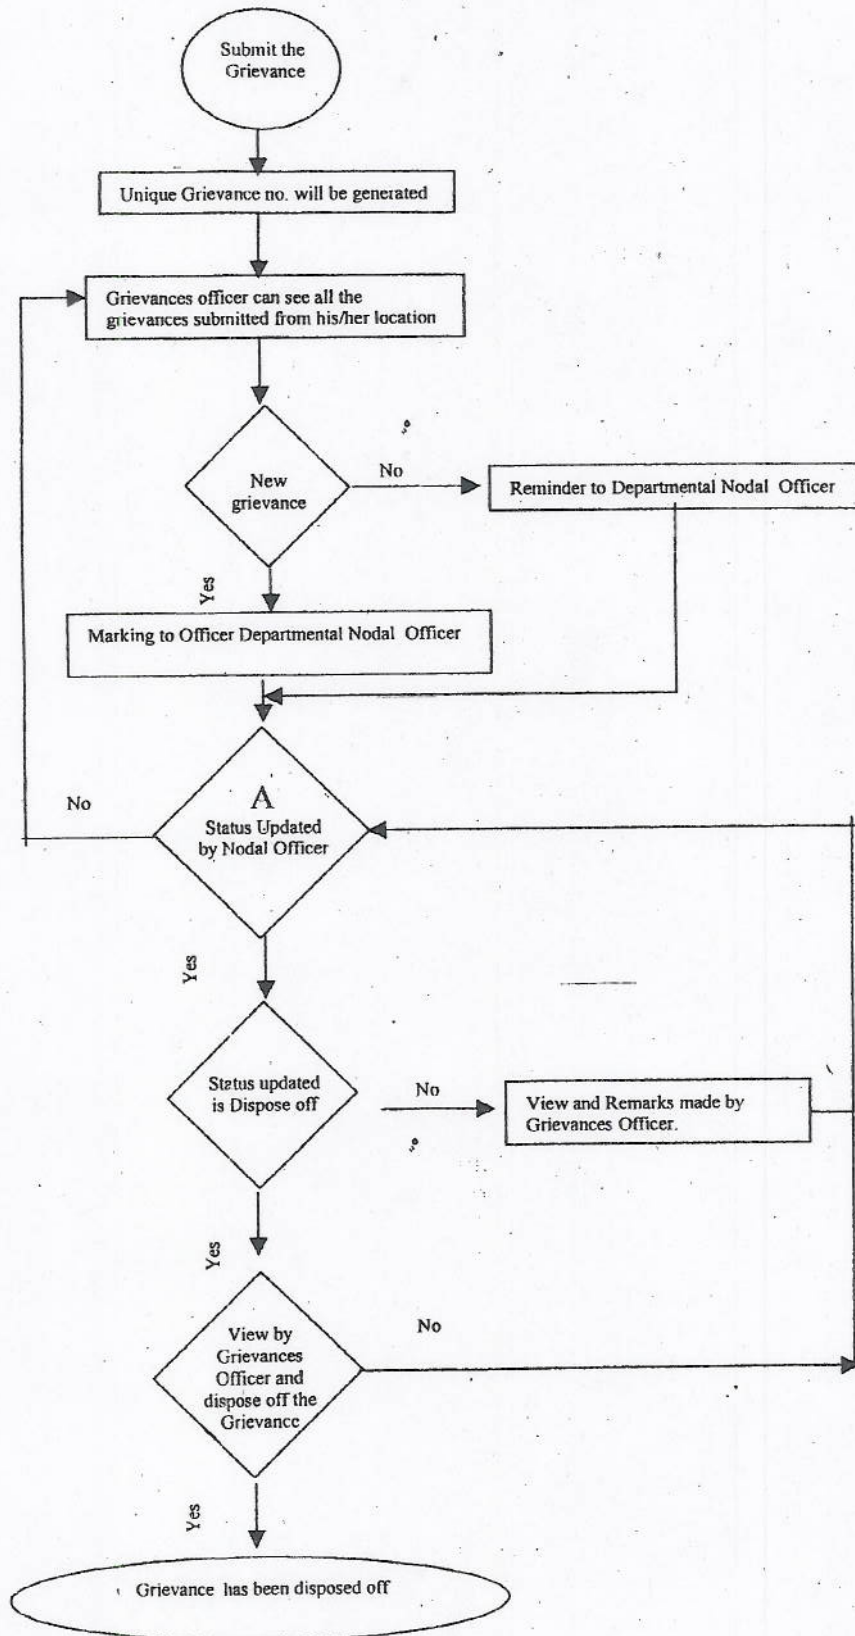 Submit the
Grievance
Unique Grievance no. will be generated
Grievances officer can see all the
grievances submitted from his/her location
New
grievance
No
Reminder to Departmental Nodal Officer
Yes
Marking to Officer Departmental Nodal Officer
No
A
Status Updated
by Nodal Officer
Yes
Status updated
is Dispose off
No
View and Remarks made by
Grievances Officer.
Yes
View by
Grievances
Officer and
dispose off the
Grievance
No
Yes
Grievance has been disposed off